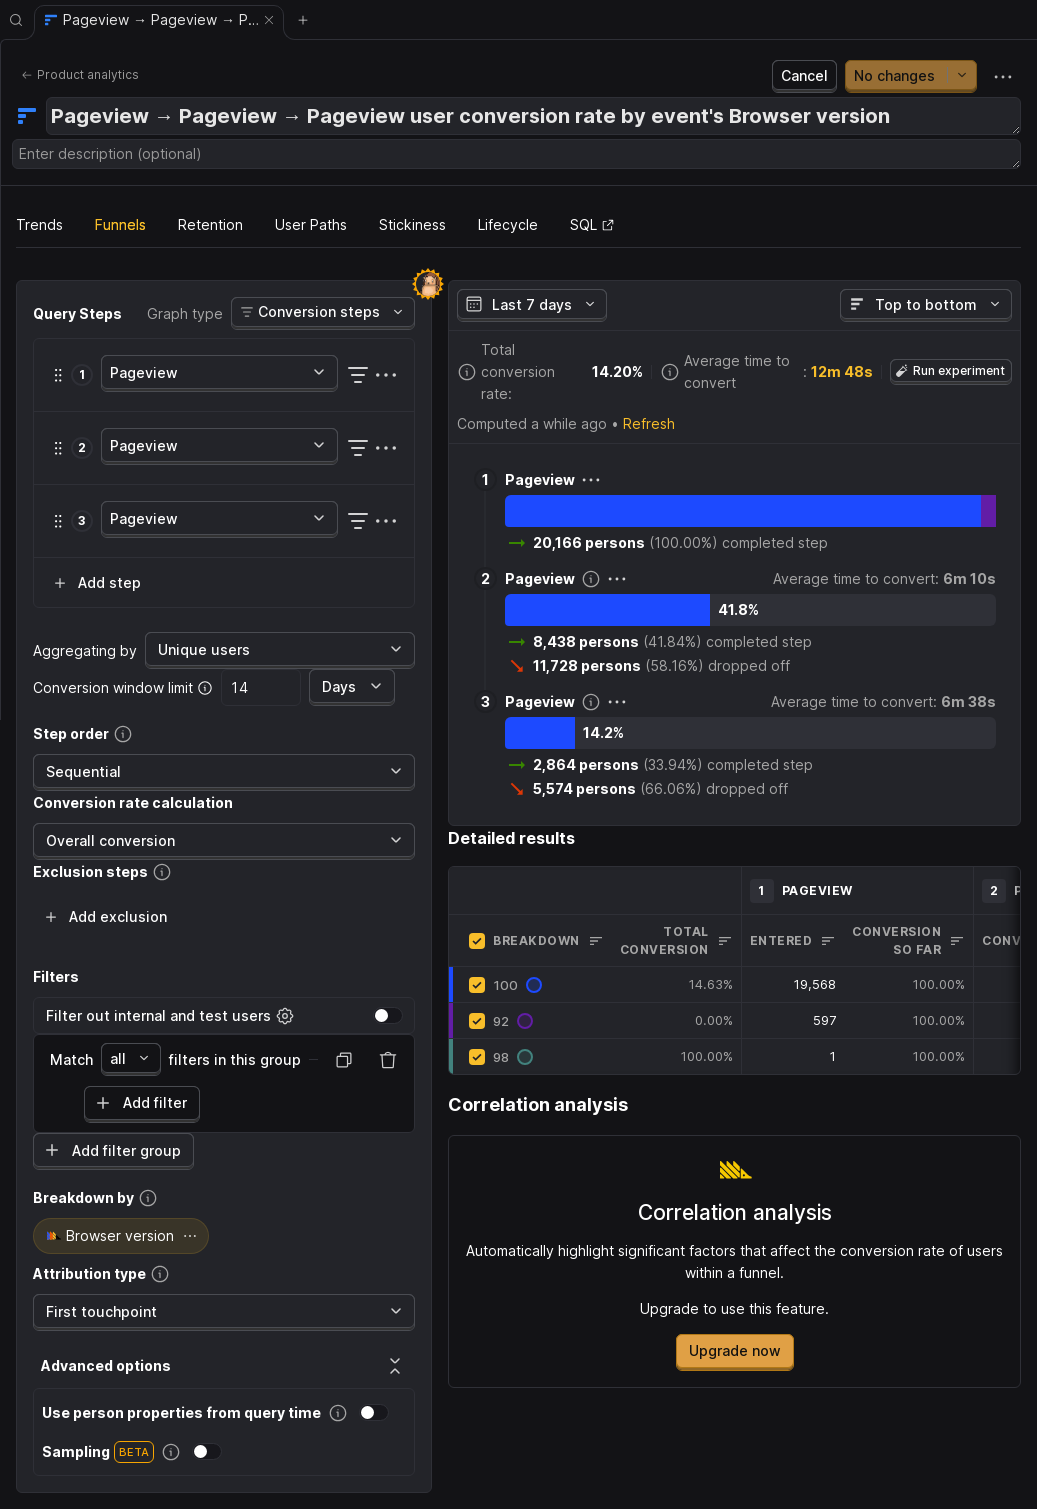 Pageview → Pageview → P...
Product analytics
Cancel
No changes
Pageview → Pageview → Pageview user conversion rate by event's Browser version
Enter description (optional)
Trends
Funnels
Retention
User Paths
Stickiness
Lifecycle
SQL
Query Steps
Graph type
Conversion steps
1
Pageview
2
Pageview
3
Pageview
Add step
Aggregating by
Unique users
Conversion window limit
14
Days
Step order
Sequential
Conversion rate calculation
Overall conversion
Exclusion steps
Add exclusion
Filters
Filter out internal and test users
Match
all
filters in this group
Add filter
Add filter group
Breakdown by
Browser version
Attribution type
First touchpoint
Advanced options
Use person properties from query time
Sampling
BETA
Last 7 days
Top to bottom
Total
conversion
rate:
14.20%
Average time to
convert
: 12m 48s
Run experiment
Computed a while ago • Refresh
1
Pageview
20,166 persons (100.00%) completed step
2
Pageview
Average time to convert: 6m 10s
41.8%
8,438 persons (41.84%) completed step
11,728 persons (58.16%) dropped off
3
Pageview
Average time to convert: 6m 38s
14.2%
2,864 persons (33.94%) completed step
5,574 persons (66.06%) dropped off
Detailed results
1 PAGEVIEW
2 P
BREAKDOWN
TOTAL
CONVERSION
ENTERED
CONVERSION
SO FAR
CONV
100
14.63%
19,568
100.00%
92
0.00%
597
100.00%
98
100.00%
1
100.00%
Correlation analysis
Correlation analysis
Automatically highlight significant factors that affect the conversion rate of users
within a funnel.
Upgrade to use this feature.
Upgrade now